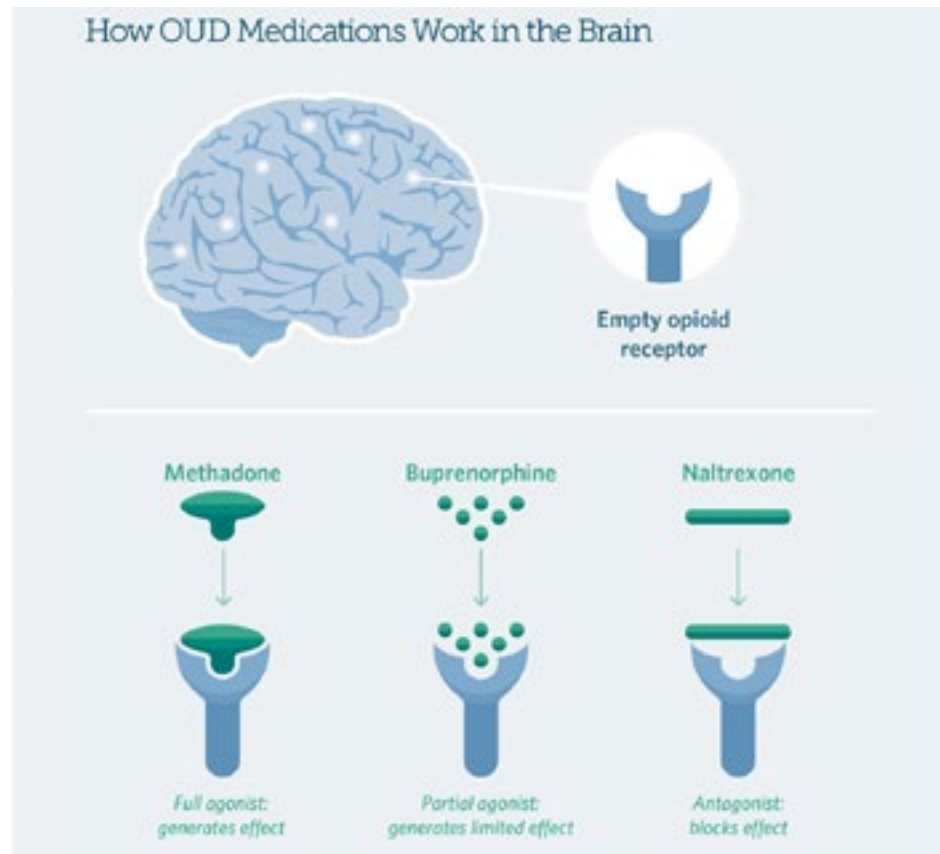 How OUD Medications Work in the Brain
Empty opioid
receptor
Methadone
Buprenorphine
Naltrexone
Full agonist:
generates effect
Partial agonist:
generates limited effect
Antagonist:
blocks effect